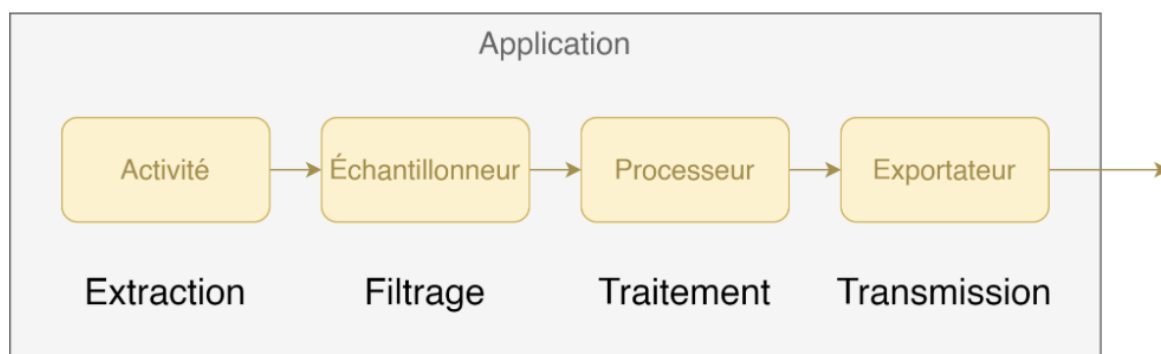 Application
Activité
Échantillonneur
Processeur
Exportateur
Extraction
Filtrage
Traitement
Transmission